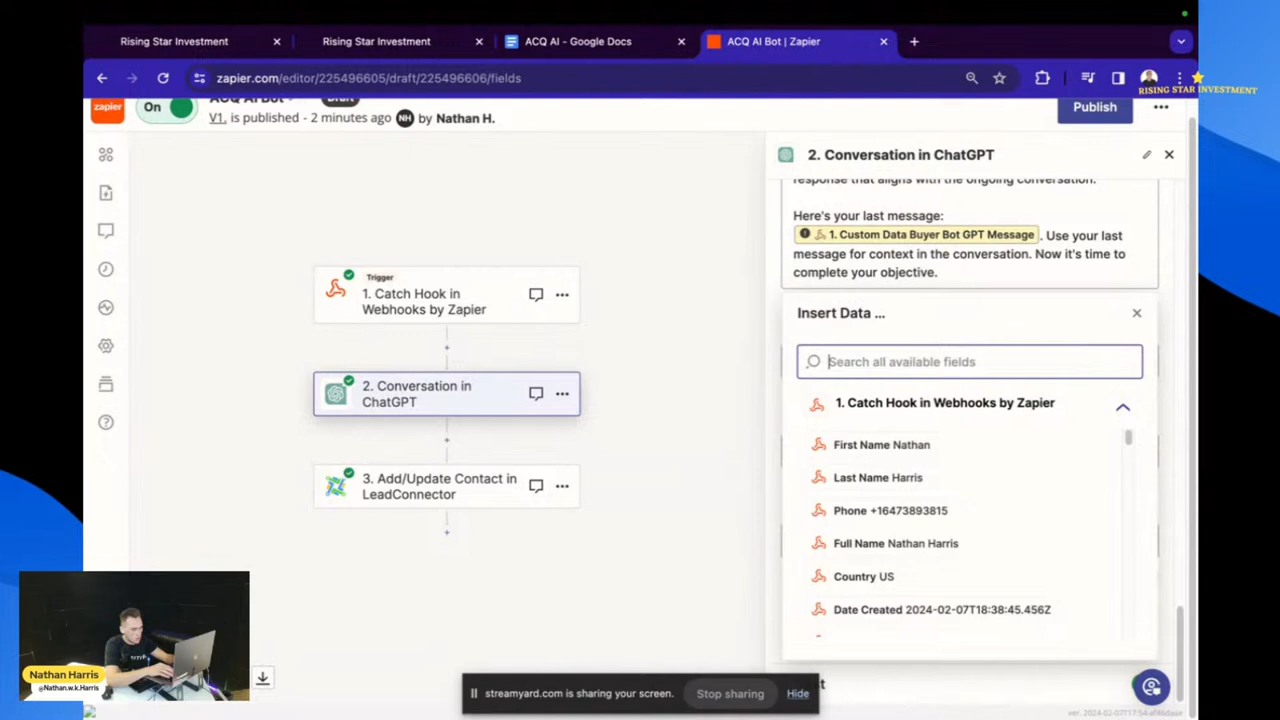 Rising Star Investment
Rising Star Investment
ACQ AI - Google Docs
ACQ AI Bot | Zapier
zapier.com/editor/225496605/draft/225496606/fields
RISING STAR INVESTMENT
zapier
On
ACQ AI Bot
Draft
V1. is published - 2 minutes ago NH by Nathan H.
Publish
2. Conversation in ChatGPT
response that aligns with the ongoing conversation.
Here's your last message:
1. Custom Data Buyer Bot GPT Message . Use your last
message for context in the conversation. Now it's time to
complete your objective.
Trigger
1. Catch Hook in
Webhooks by Zapier
2. Conversation in
ChatGPT
3. Add/Update Contact in
LeadConnector
Insert Data ...
Search all available fields
1. Catch Hook in Webhooks by Zapier
First Name Nathan
Last Name Harris
Phone +16473893815
Full Name Nathan Harris
Country US
Date Created 2024-02-07T18:38:45.456Z
Nathan Harris
@Nathan.w.k.Harris
streamyard.com is sharing your screen.
Stop sharing
Hide